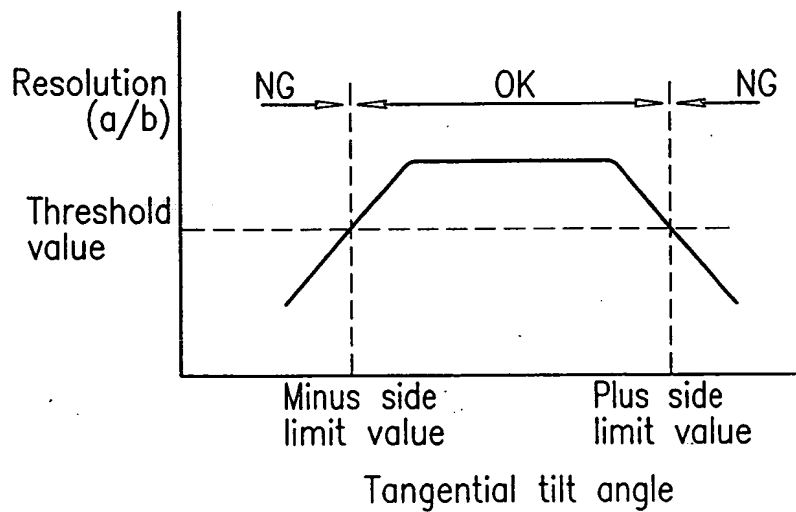 Resolution
(a/b)
NG
OK
NG
Threshold
value
Minus side
limit value
Plus side
limit value
Tangential tilt angle